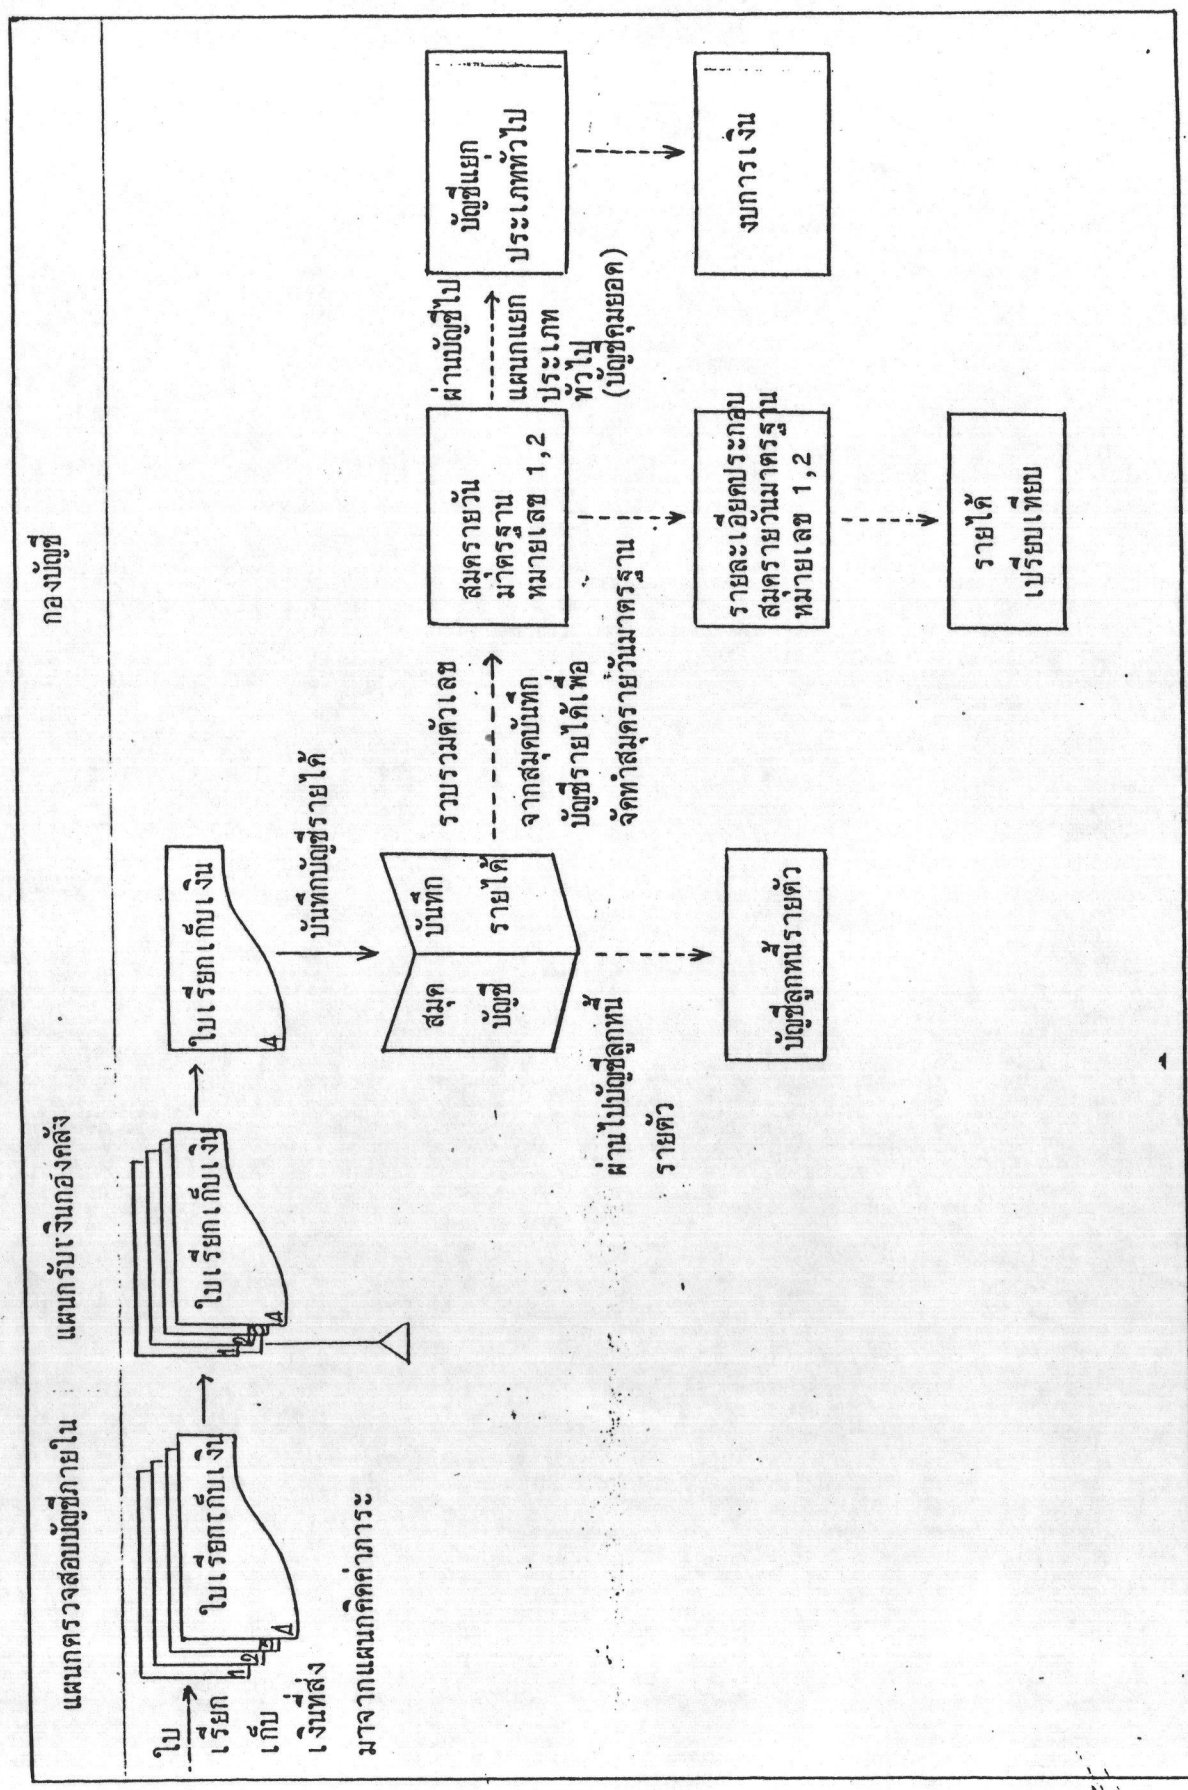 แผนกตรวจสอบบัญชีภายใน
แผนกรับเงินกองคลัง
กองบัญชี
ใบ
เรียก
เก็บ
เงินที่ส่ง
มาจากแผนกคิดค่าภาระ
ใบเรียกเก็บเงิน
1
2
3
4
ใบเรียกเก็บเงิน
1
2
3
4
ใบเรียกเก็บเงิน
4
บันทึกบัญชีรายได้
สมุด บันทึก
บัญชี รายได้
ผ่านไปบัญชีลูกหนี้
รายตัว
บัญชีลูกหนี้รายตัว
รวบรวมตัวเลข
จากสมุดบันทึก
บัญชีรายได้เพื่อ
จัดทำสมุดรายวันมาตรฐาน
สมุดรายวัน
มาตรฐาน
หมายเลข 1,2
รายละเอียดประกอบ
สมุดรายวันมาตรฐาน
หมายเลข 1,2
รายได้
เปรียบเทียบ
ผ่านบัญชีไป
แผนกแยก
ประเภท
ทั่วไป
(บัญชีคุมยอด)
บัญชีแยก
ประเภททั่วไป
งบการเงิน